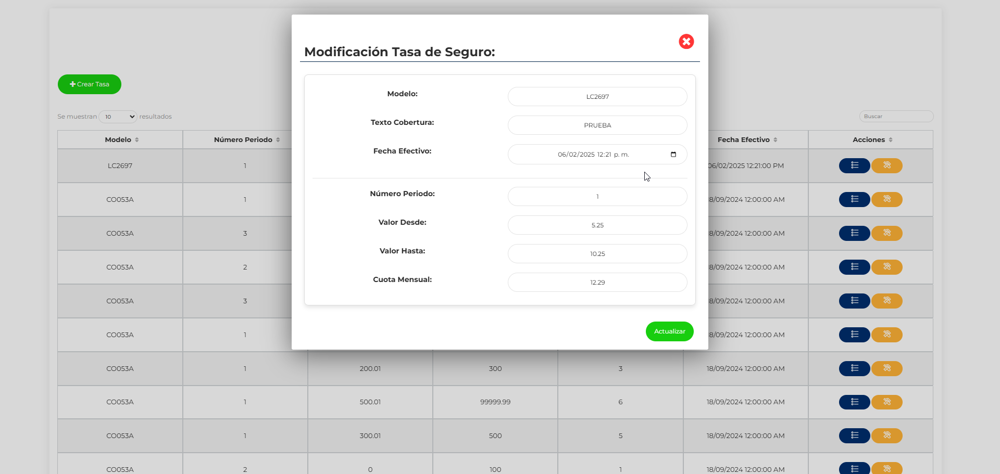 Modificación Tasa de Seguro:
Crear Tasa
Se muestran 10 resultados
Buscar
Modelo: LC2697
Texto Cobertura: PRUEBA
Fecha Efectivo: 06/02/2025 12:21 p. m.
Número Periodo: 1
Valor Desde: 5.25
Valor Hasta: 10.25
Cuota Mensual: 12.29
Actualizar
Modelo Número Periodo Fecha Efectivo Acciones
LC2697 1 06/02/2025 12:21:00 PM
CO053A 1 8/09/2024 12:00:00 AM
CO053A 3 8/09/2024 12:00:00 AM
CO053A 2 8/09/2024 12:00:00 AM
CO053A 3 8/09/2024 12:00:00 AM
CO053A 1 8/09/2024 12:00:00 AM
CO053A 1 200.01 300 3 18/09/2024 12:00:00 AM
CO053A 1 500.01 99999.99 6 18/09/2024 12:00:00 AM
CO053A 1 300.01 500 5 18/09/2024 12:00:00 AM
CO053A 2 0 100 1 18/09/2024 12:00:00 AM